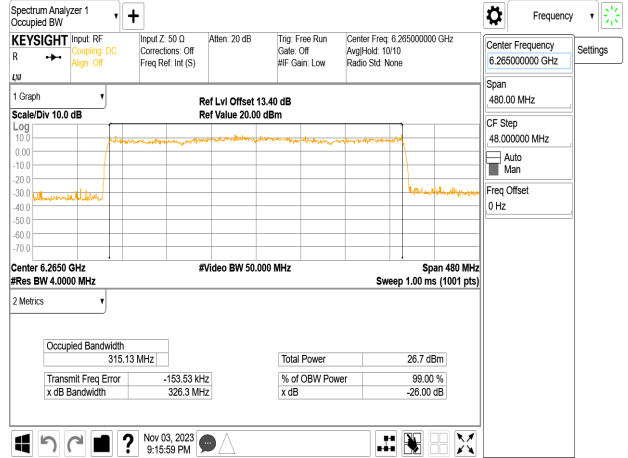 Spectrum Analyzer 1
Occupied BW
Frequency
KEYSIGHT
R
Input: RF
Coupling: DC
Align: Off
Input Z: 50 Ω
Corrections: Off
Freq Ref: Int (S)
Atten: 20 dB
Trig: Free Run
Gate: Off
#IF Gain: Low
Center Freq: 6.265000000 GHz
Avg|Hold: 10/10
Radio Std: None
LXI
Center Frequency
6.265000000 GHz
Settings
Span
480.00 MHz
CF Step
48.000000 MHz
Auto
Man
Freq Offset
0 Hz
1 Graph
Scale/Div 10.0 dB
Ref Lvl Offset 13.40 dB
Ref Value 20.00 dBm
Log
10.0
0.00
-10.0
-20.0
-30.0
-40.0
-50.0
-60.0
-70.0
Center 6.2650 GHz
#Video BW 50.000 MHz
Span 480 MHz
#Res BW 4.0000 MHz
Sweep 1.00 ms (1001 pts)
2 Metrics
Occupied Bandwidth
315.13 MHz
Total Power 26.7 dBm
Transmit Freq Error -153.53 kHz
% of OBW Power 99.00 %
x dB Bandwidth 326.3 MHz
x dB -26.00 dB
Nov 03, 2023
9:15:59 PM